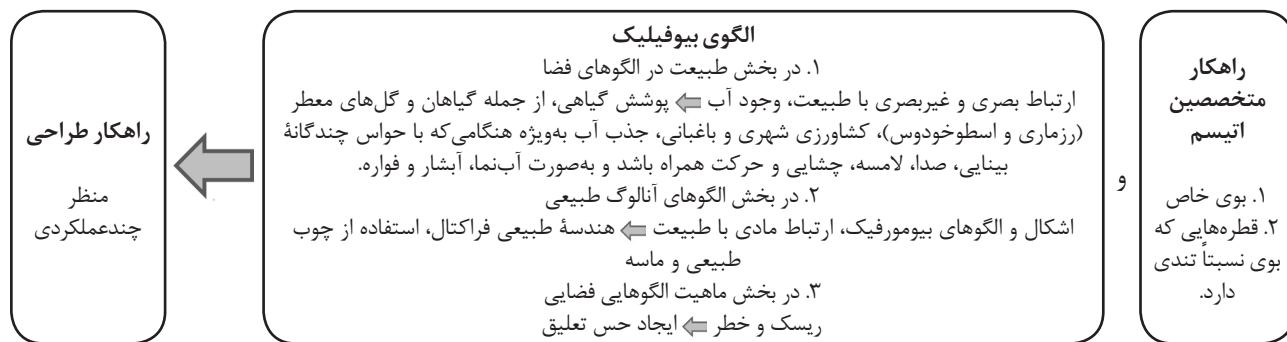 راهکار
متخصصین
اتیسم
۱. بوی خاص
۲. قطره‌هایی که
بوی نسبتاً تندی
دارد.
و
الگوی بیوفیلیک
۱. در بخش طبیعت در الگوهای فضا
ارتباط بصری و غیربصری با طبیعت، وجود آب ⇦ پوشش گیاهی، از جمله گیاهان و گل‌های معطر
(رزماری و اسطوخودوس)، کشاورزی شهری و باغبانی، جذب آب به‌ویژه هنگامی‌که با حواس چندگانۀ
بینایی، صدا، لامسه، چشایی و حرکت همراه باشد و به‌صورت آب‌نما، آبشار و فواره.
۲. در بخش الگوهای آنالوگ طبیعی
اشکال و الگوهای بیومورفیک، ارتباط مادی با طبیعت ⇦ هندسۀ طبیعی فراکتال، استفاده از چوب
طبیعی و ماسه
۳. در بخش ماهیت الگوهایی فضایی
ریسک و خطر ⇦ ایجاد حس تعلیق
راهکار طراحی
منظر
چندعملکردی